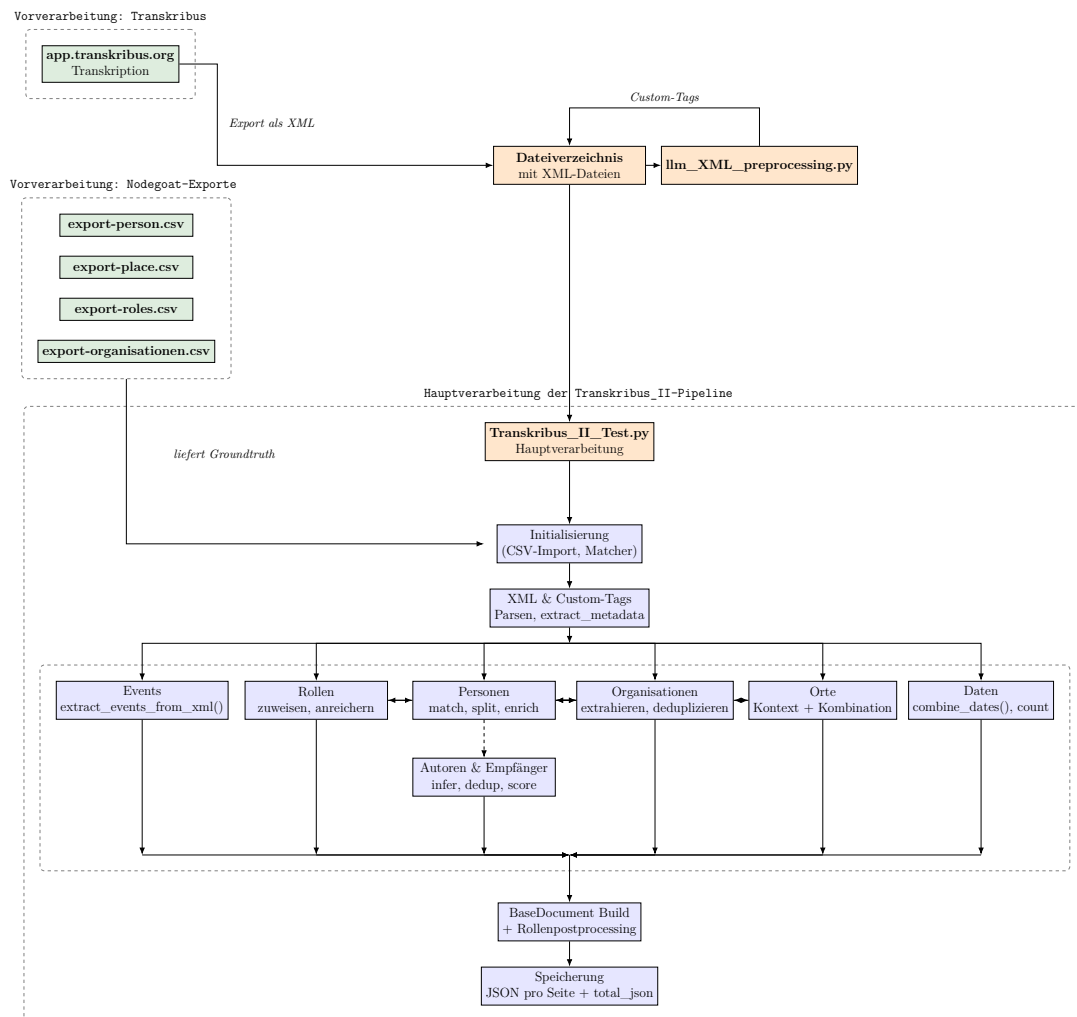 Vorverarbeitung: Transkribus
app.transkribus.org
Transkription
Export als XML
Custom-Tags
Dateiverzeichnis
mit XML-Dateien
llm_XML_preprocessing.py
Vorverarbeitung: Nodegoat-Exporte
export-person.csv
export-place.csv
export-roles.csv
export-organisationen.csv
Hauptverarbeitung der Transkribus_II-Pipeline
Transkribus_II_Test.py
Hauptverarbeitung
liefert Groundtruth
Initialisierung
(CSV-Import, Matcher)
XML & Custom-Tags
Parsen, extract_metadata
Events
extract_events_from_xml()
Rollen
zuweisen, anreichern
Personen
match, split, enrich
Organisationen
extrahieren, deduplizieren
Orte
Kontext + Kombination
Daten
combine_dates(), count
Autoren & Empfänger
infer, dedup, score
BaseDocument Build
+ Rollenpostprocessing
Speicherung
JSON pro Seite + total_json